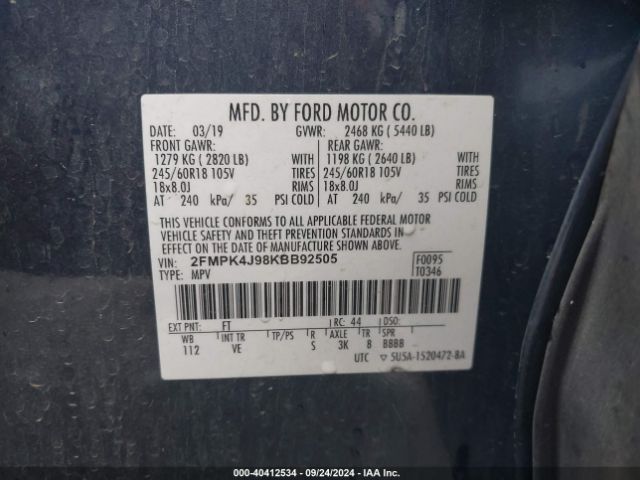 MFD. BY FORD MOTOR CO.
DATE: 03/19 GVWR: 2468 KG ( 5440 LB)
FRONT GAWR: REAR GAWR:
1279 KG ( 2820 LB) WITH 1198 KG ( 2640 LB) WITH
245/60R18 105V TIRES 245/60R18 105V TIRES
18x8.0J RIMS 18x8.0J RIMS
AT 240 kPa/ 35 PSI COLD AT 240 kPa/ 35 PSI COLD
THIS VEHICLE CONFORMS TO ALL APPLICABLE FEDERAL MOTOR
VEHICLE SAFETY AND THEFT PREVENTION STANDARDS IN
EFFECT ON THE DATE OF MANUFACTURE SHOWN ABOVE.
VIN: 2FMPK4J98KBB92505 F0095
TYPE: MPV T0346
EXT PNT: FT RC: 44 DSO:
WB INT TR TP/PS R AXLE TR SPR
112 VE S 3K 8 BBBB
UTC ▽ 5U5A-1520472-BA
000-40412534 - 09/24/2024 - IAA Inc.